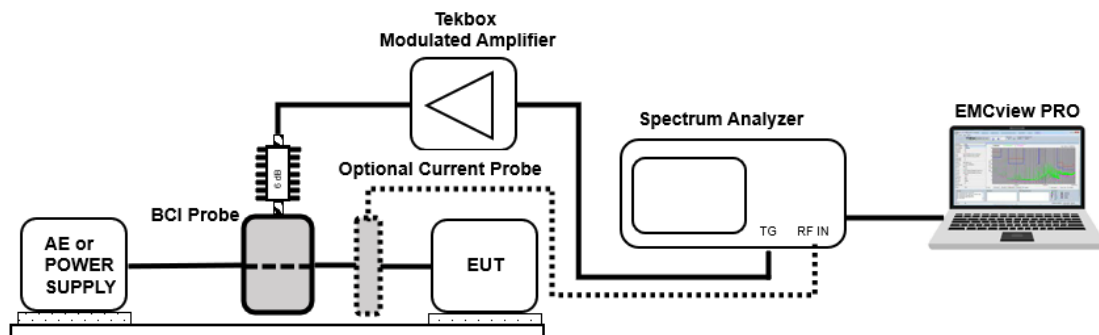 Tekbox
Modulated Amplifier
EMCview PRO
Spectrum Analyzer
6 dB
Optional Current Probe
BCI Probe
TG
RF IN
AE or
POWER
SUPPLY
EUT